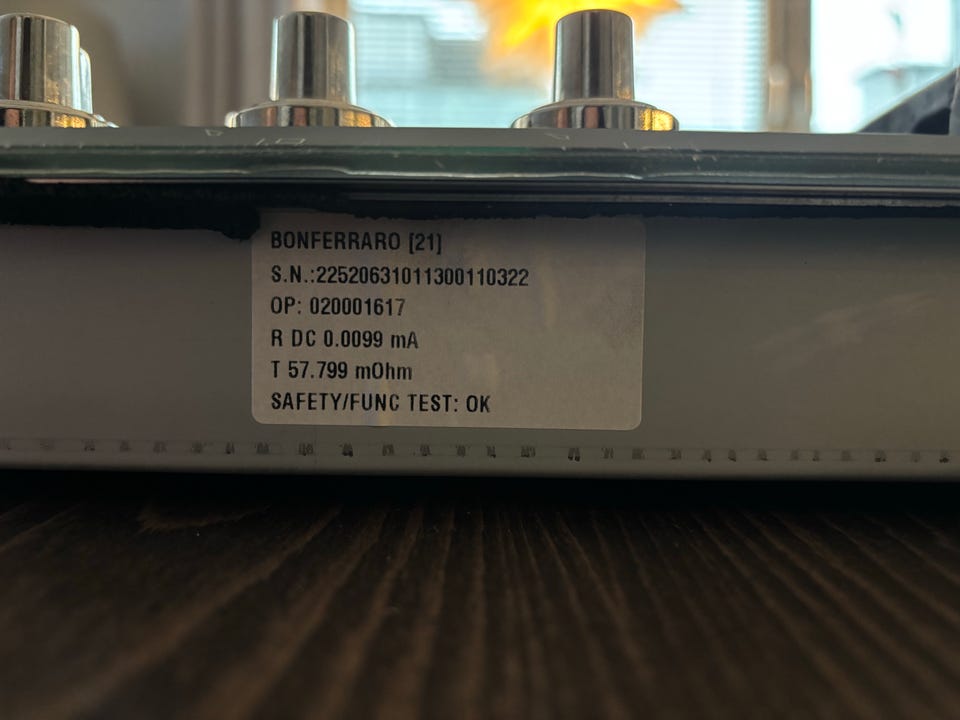 BONFERRARO [21]
S.N.:22520631011300110322
OP: 020001617
R DC 0.0099 mA
T 57.799 mOhm
SAFETY/FUNC TEST: OK